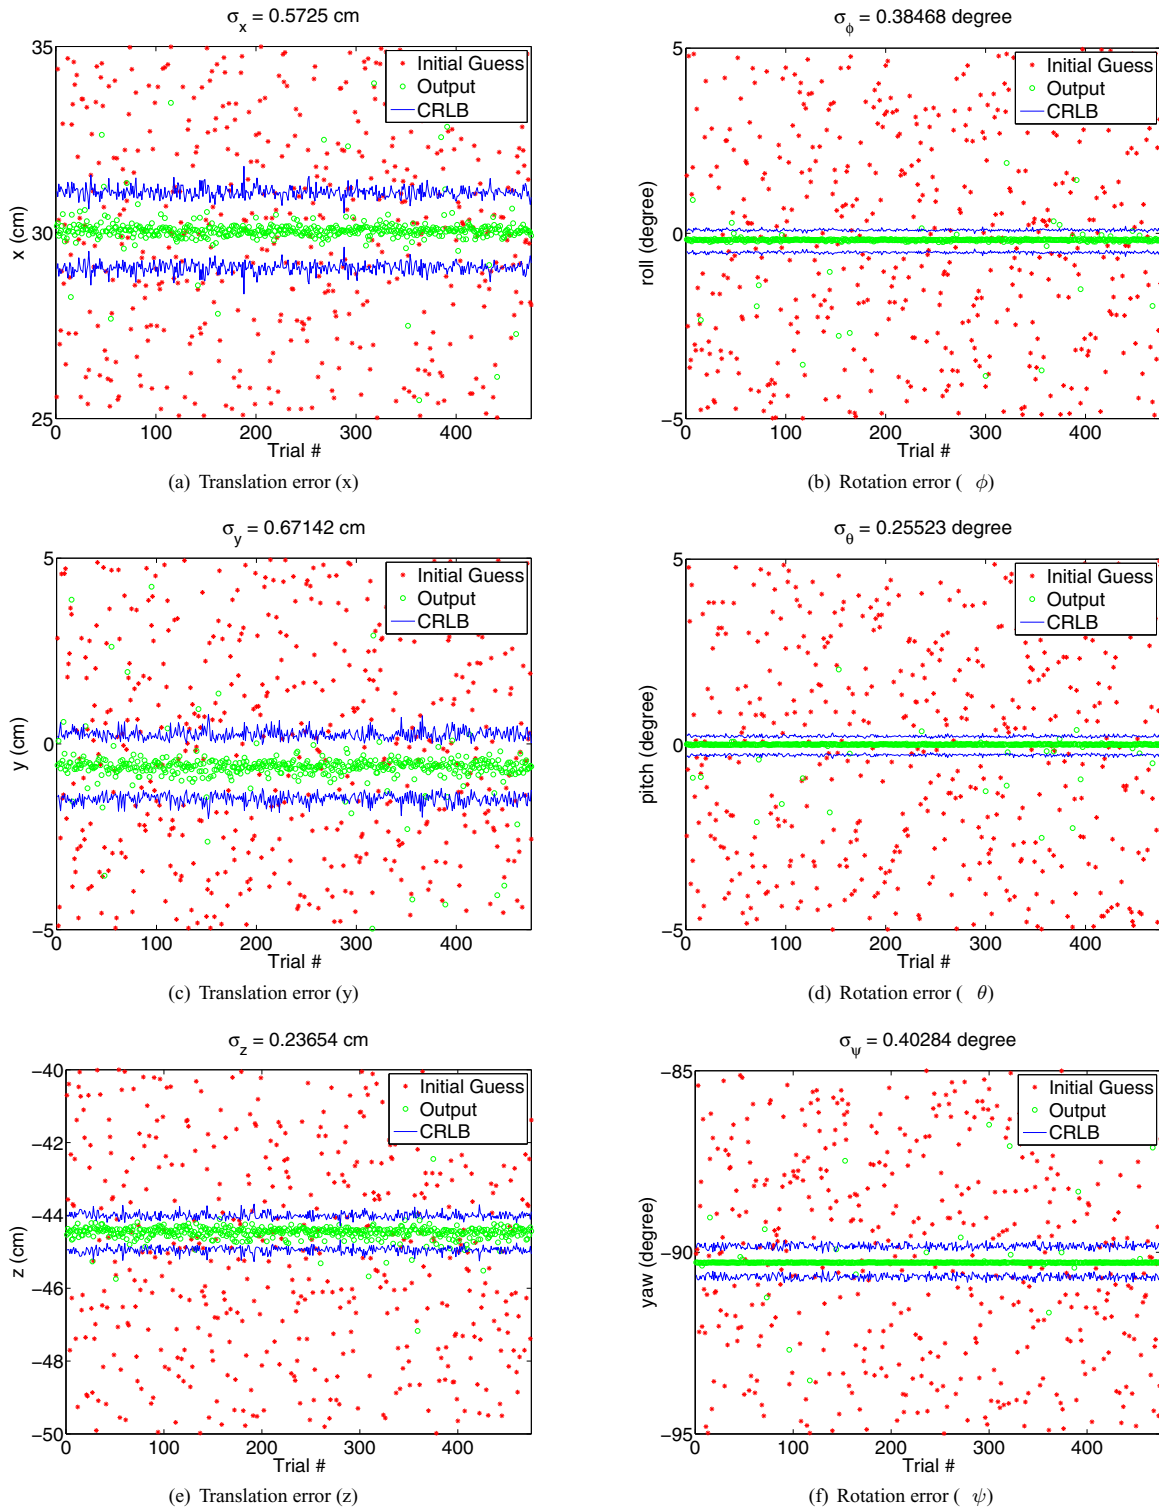 σx = 0.5725 cm
35
30
25
x (cm)
Initial Guess
Output
CRLB
0 100 200 300 400
Trial #
(a) Translation error (x)
σϕ = 0.38468 degree
5
0
−5
roll (degree)
Initial Guess
Output
CRLB
0 100 200 300 400
Trial #
(b) Rotation error ( ϕ)
σy = 0.67142 cm
5
0
−5
y (cm)
Initial Guess
Output
CRLB
0 100 200 300 400
Trial #
(c) Translation error (y)
σθ = 0.25523 degree
5
0
−5
pitch (degree)
Initial Guess
Output
CRLB
0 100 200 300 400
Trial #
(d) Rotation error ( θ)
σz = 0.23654 cm
−40
−42
−44
−46
−48
−50
z (cm)
Initial Guess
Output
CRLB
0 100 200 300 400
Trial #
(e) Translation error (z)
σψ = 0.40284 degree
−85
−90
−95
yaw (degree)
Initial Guess
Output
CRLB
0 100 200 300 400
Trial #
(f) Rotation error ( ψ)